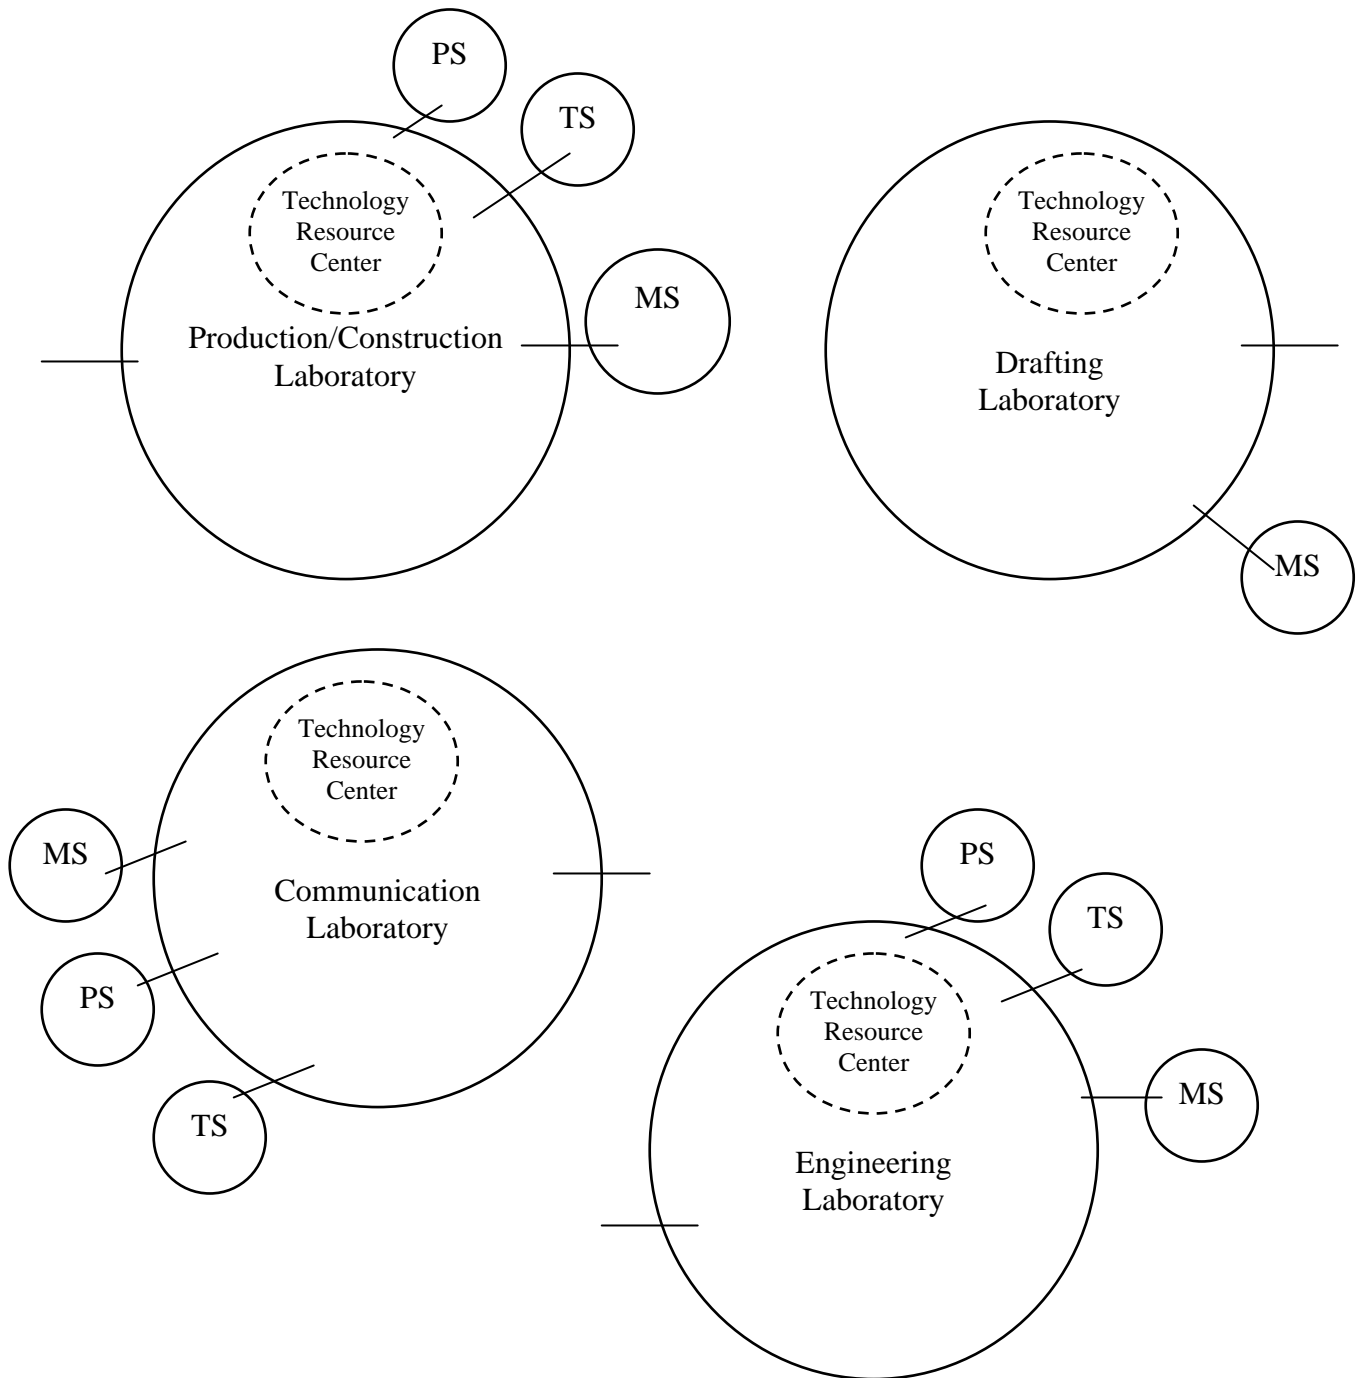 PS
TS
Technology
Resource
Center
MS
Production/Construction
Laboratory
Technology
Resource
Center
Drafting
Laboratory
MS
Technology
Resource
Center
MS
Communication
Laboratory
PS
TS
PS
TS
Technology
Resource
Center
MS
Engineering
Laboratory